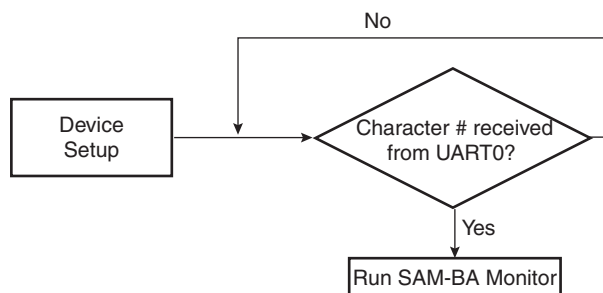 No
Device
Setup
Character # received
from UART0?
Yes
Run SAM-BA Monitor